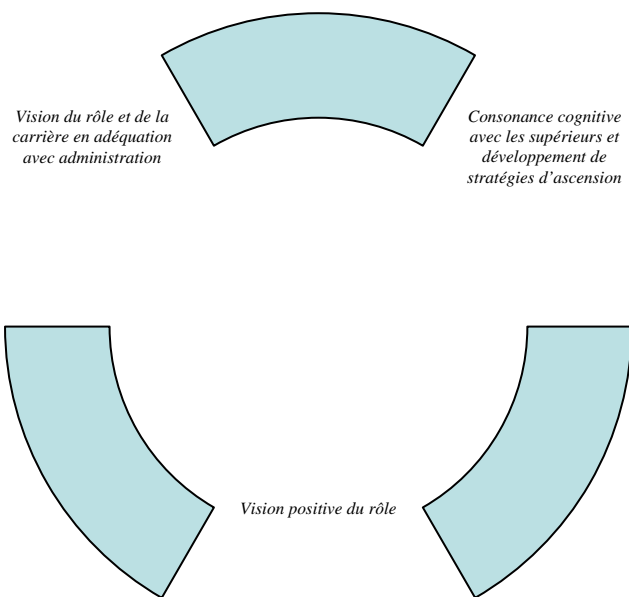 Vision du rôle et de la
carrière en adéquation
avec administration
Consonance cognitive
avec les supérieurs et
développement de
stratégies d'ascension
Vision positive du rôle